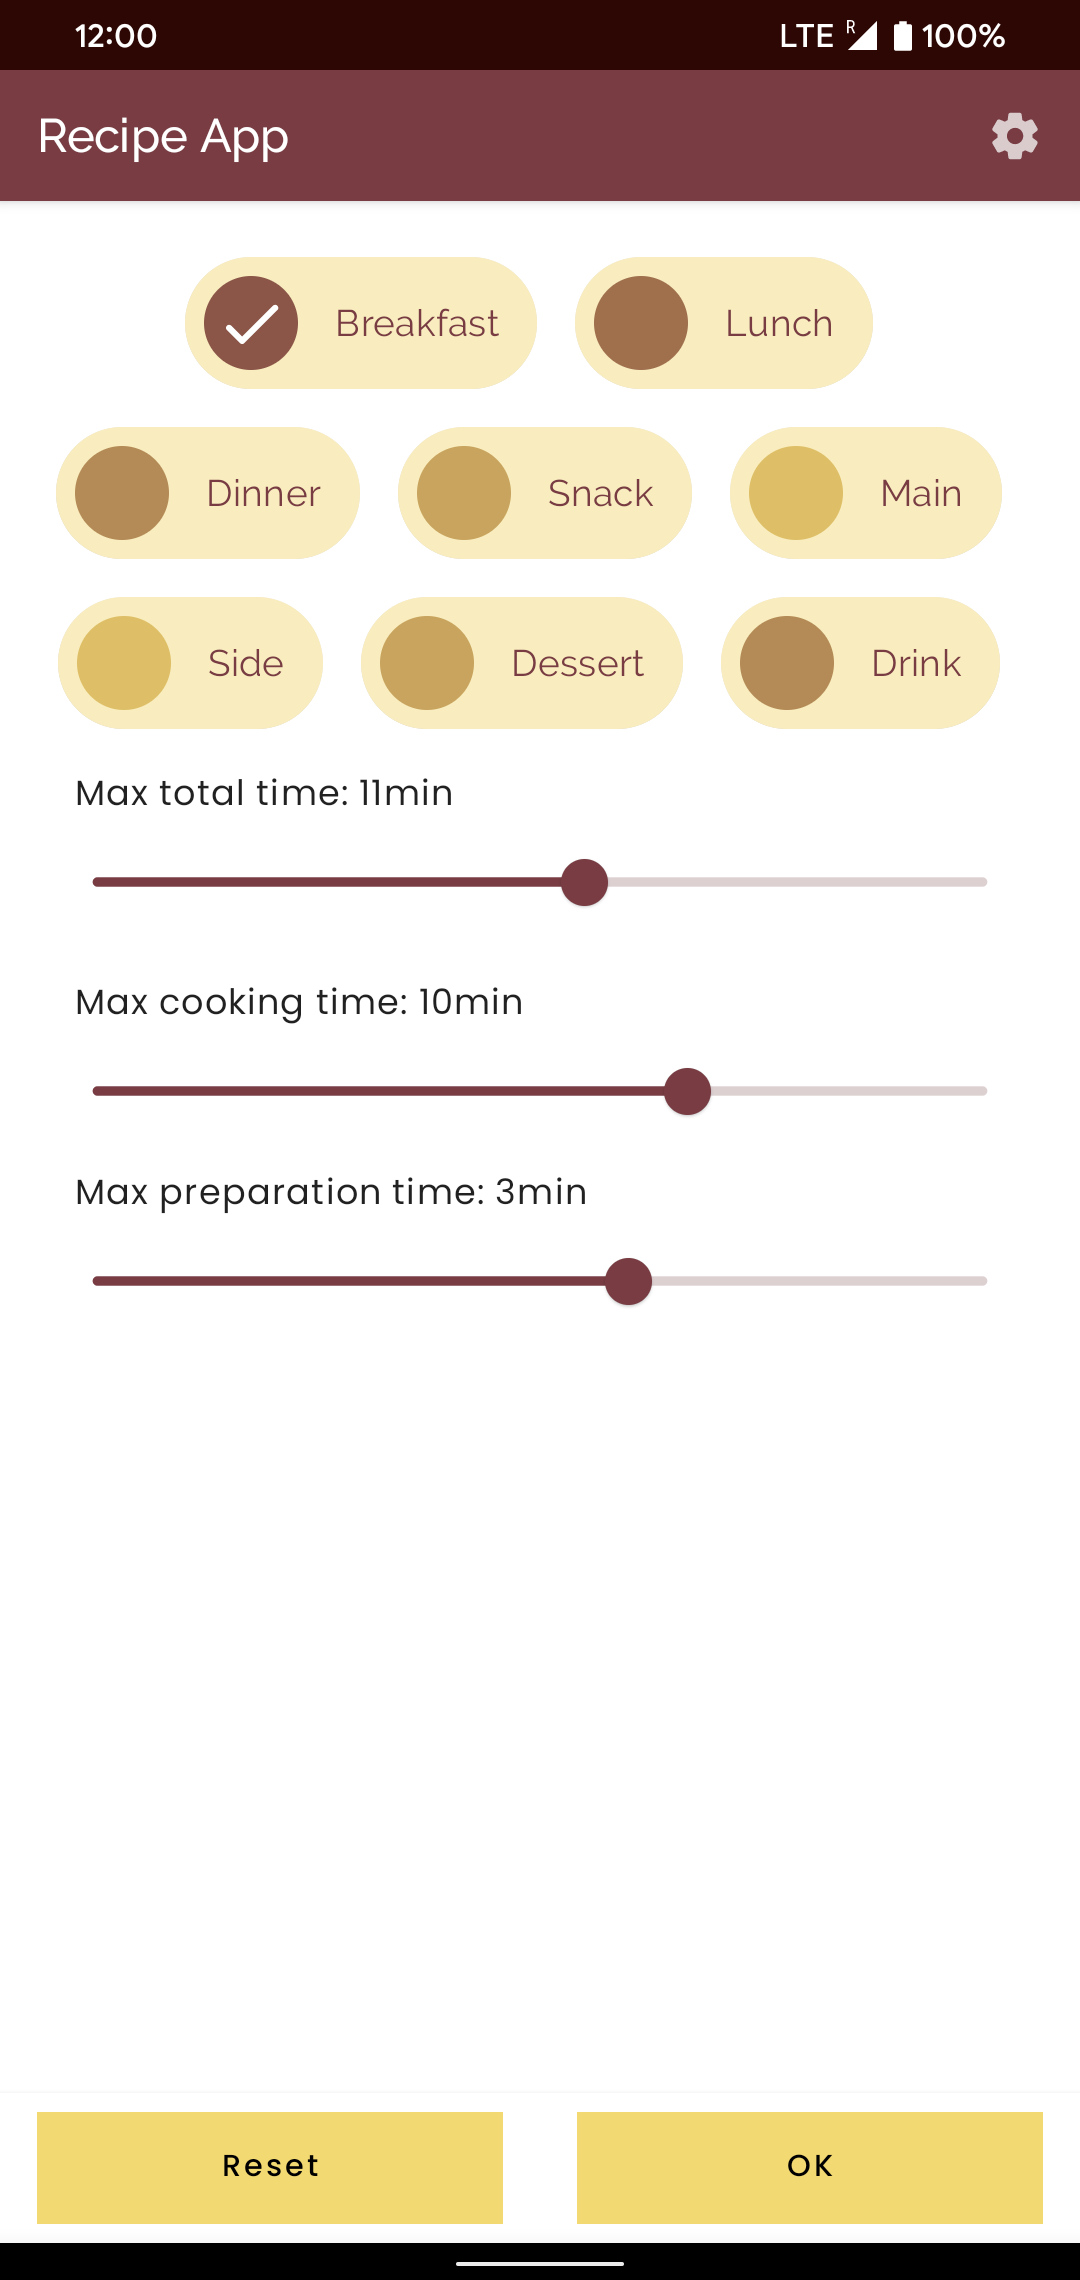 12:00 LTE R 100%
Recipe App
Breakfast Lunch
Dinner Snack Main
Side Dessert Drink
Max total time: 11min
Max cooking time: 10min
Max preparation time: 3min
Reset OK